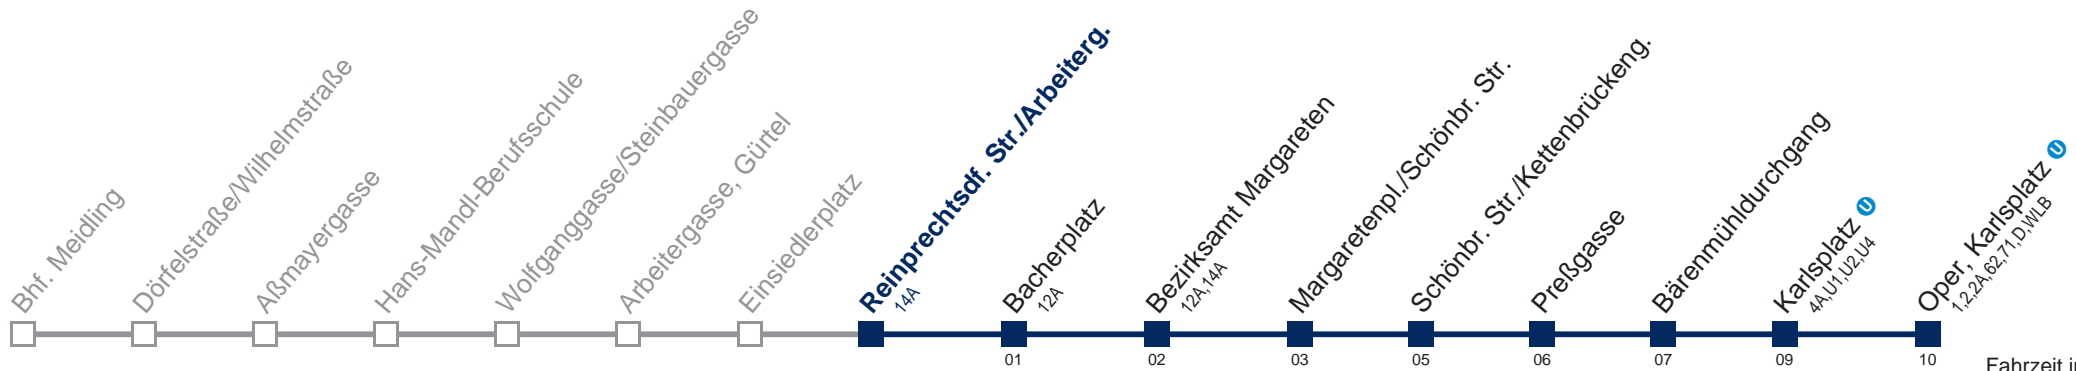 Bhf. Meidling
Dörfelstraße/Wilhelmstraße
Aßmayergasse
Hans-Mandl-Berufsschule
Wolfganggasse/Steinbauergasse
Arbeitergasse, Gürtel
Einsiedlerplatz
Reinprechtsdf. Str./Arbeiterg.
14A
Bacherplatz
12A
Bezirksamt Margareten
12A,14A
Margaretenpl./Schönbr. Str.
Schönbr. Str./Kettenbrückeng.
Preßgasse
Bärenmühldurchgang
Karlsplatz U
4A,U1,U2,U4
Oper, Karlsplatz U
1,2,2A,62,71,D,WLB
01 02 03 05 06 07 09 10
Fahrzeit in